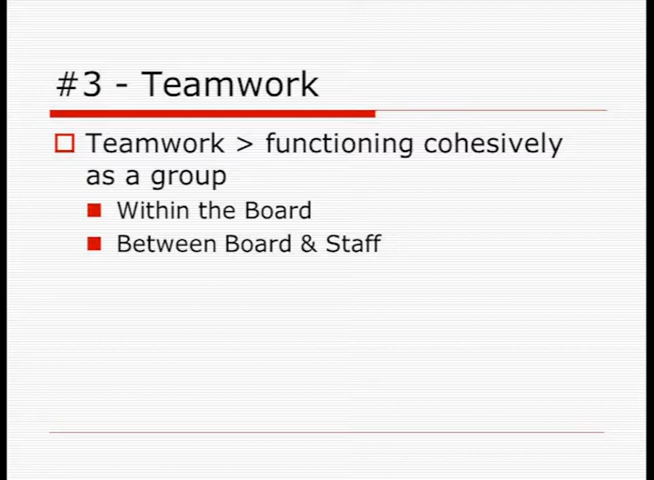 #3 - Teamwork
Teamwork > functioning cohesively
as a group
Within the Board
Between Board & Staff